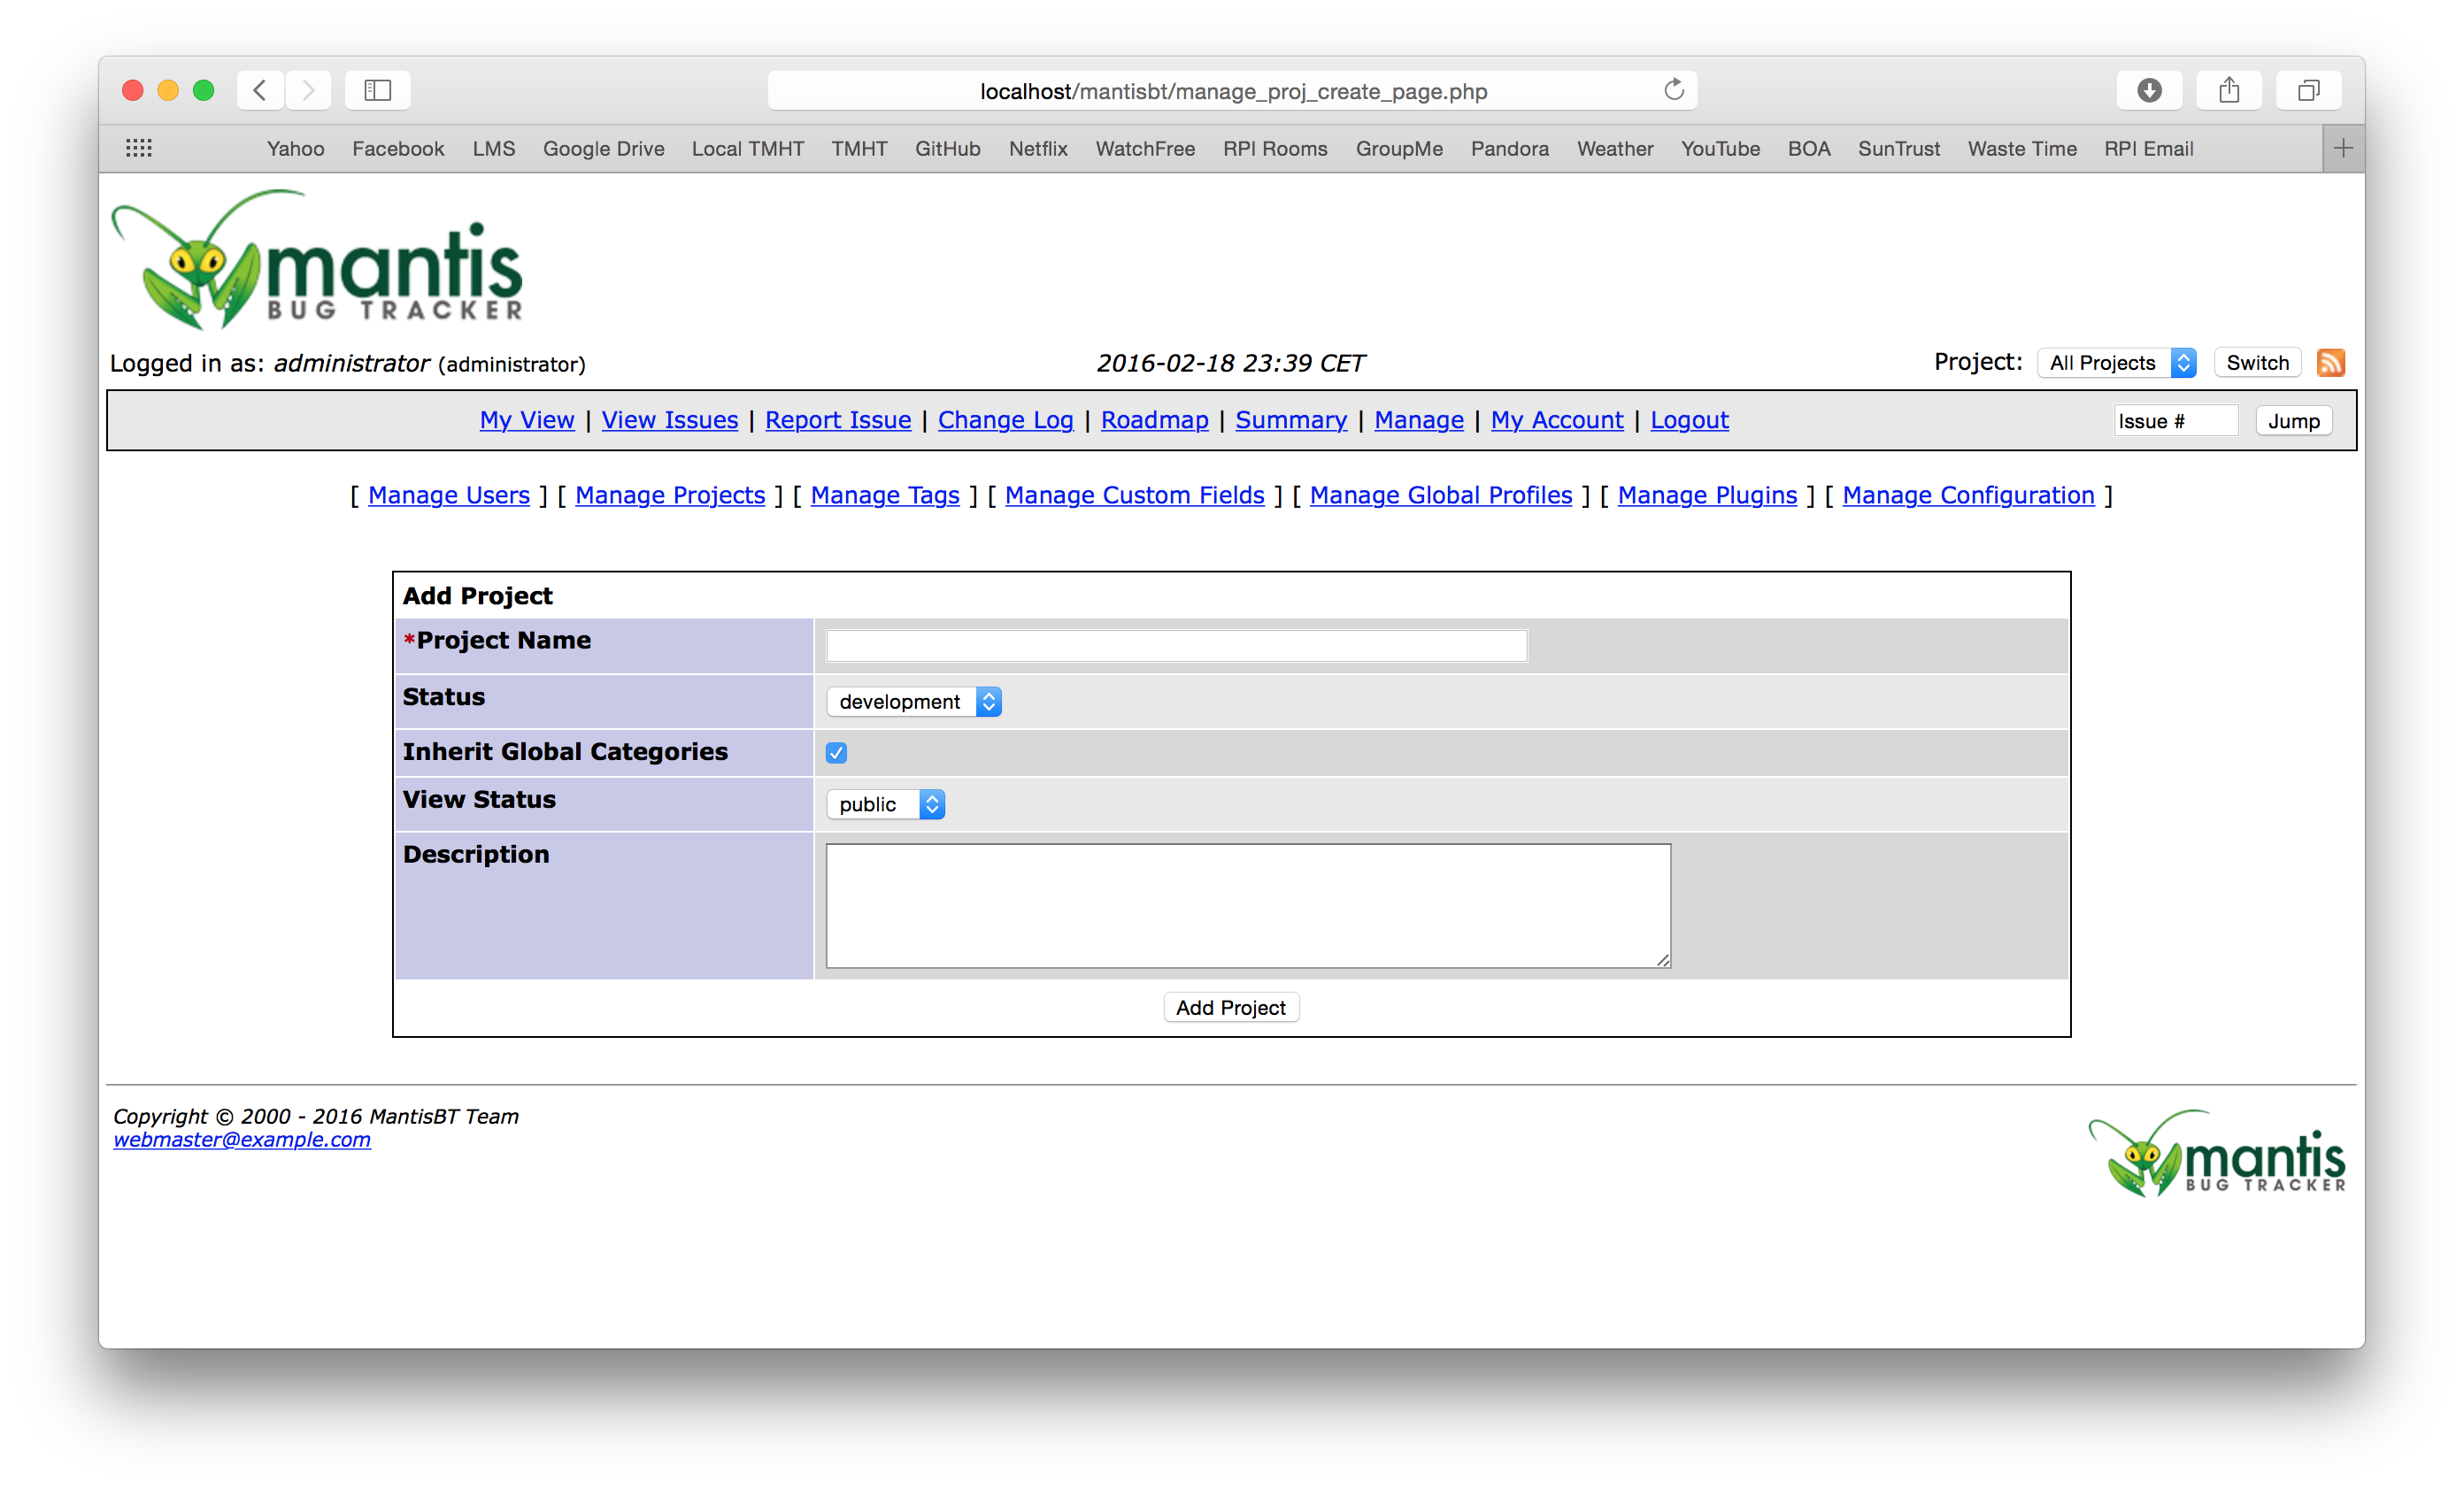 localhost/mantisbt/manage_proj_create_page.php
Yahoo Facebook LMS Google Drive Local TMHT TMHT GitHub Netflix WatchFree RPI Rooms GroupMe Pandora Weather YouTube BOA SunTrust Waste Time RPI Email
mantis
BUG TRACKER
Logged in as: administrator (administrator) 2016-02-18 23:39 CET Project: All Projects Switch
My View | View Issues | Report Issue | Change Log | Roadmap | Summary | Manage | My Account | Logout Issue # Jump
[ Manage Users ] [ Manage Projects ] [ Manage Tags ] [ Manage Custom Fields ] [ Manage Global Profiles ] [ Manage Plugins ] [ Manage Configuration ]
Add Project
*Project Name
Status development
Inherit Global Categories
View Status public
Description
Add Project
Copyright © 2000 - 2016 MantisBT Team
webmaster@example.com
mantis
BUG TRACKER